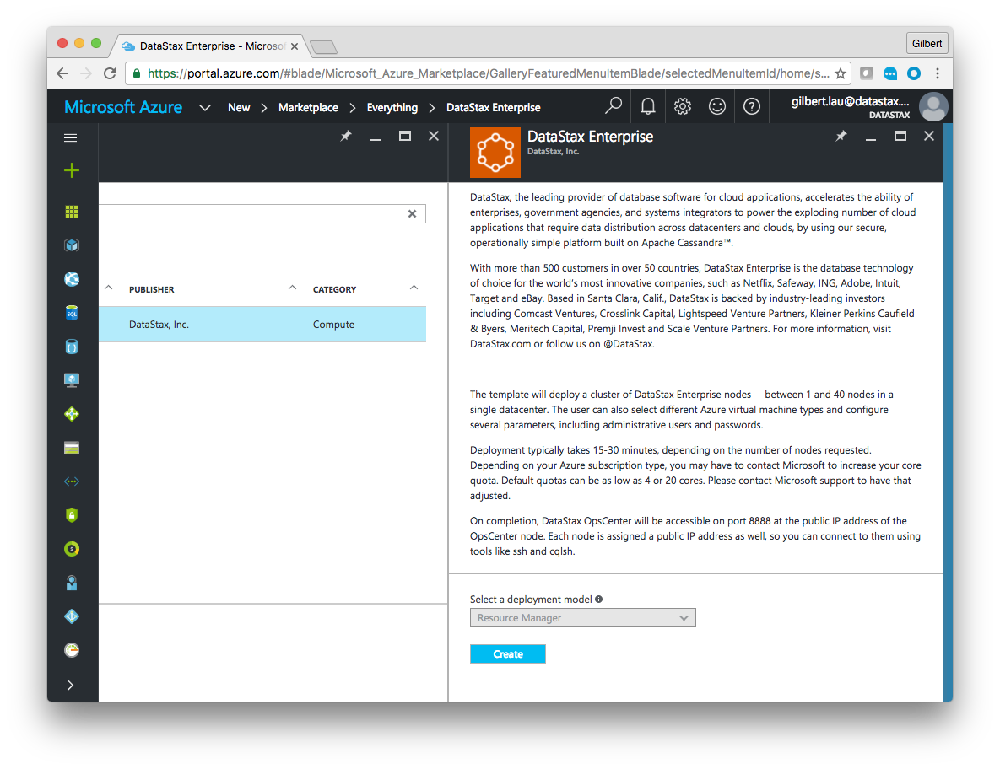 DataStax Enterprise - Microso
Gilbert
https://portal.azure.com/#blade/Microsoft_Azure_Marketplace/GalleryFeaturedMenuItemBlade/selectedMenuItemId/home/s...
Microsoft Azure
New
Marketplace
Everything
DataStax Enterprise
gilbert.lau@datastax....
DATASTAX
DataStax Enterprise
DataStax, Inc.
PUBLISHER
CATEGORY
DataStax, Inc.
Compute
SQL
DataStax, the leading provider of database software for cloud applications, accelerates the ability of
enterprises, government agencies, and systems integrators to power the exploding number of cloud
applications that require data distribution across datacenters and clouds, by using our secure,
operationally simple platform built on Apache Cassandra™.
With more than 500 customers in over 50 countries, DataStax Enterprise is the database technology
of choice for the world's most innovative companies, such as Netflix, Safeway, ING, Adobe, Intuit,
Target and eBay. Based in Santa Clara, Calif., DataStax is backed by industry-leading investors
including Comcast Ventures, Crosslink Capital, Lightspeed Venture Partners, Kleiner Perkins Caufield
& Byers, Meritech Capital, Premji Invest and Scale Venture Partners. For more information, visit
DataStax.com or follow us on @DataStax.
The template will deploy a cluster of DataStax Enterprise nodes -- between 1 and 40 nodes in a
single datacenter. The user can also select different Azure virtual machine types and configure
several parameters, including administrative users and passwords.
Deployment typically takes 15-30 minutes, depending on the number of nodes requested.
Depending on your Azure subscription type, you may have to contact Microsoft to increase your core
quota. Default quotas can be as low as 4 or 20 cores. Please contact Microsoft support to have that
adjusted.
On completion, DataStax OpsCenter will be accessible on port 8888 at the public IP address of the
OpsCenter node. Each node is assigned a public IP address as well, so you can connect to them using
tools like ssh and cqlsh.
Select a deployment model
Resource Manager
Create